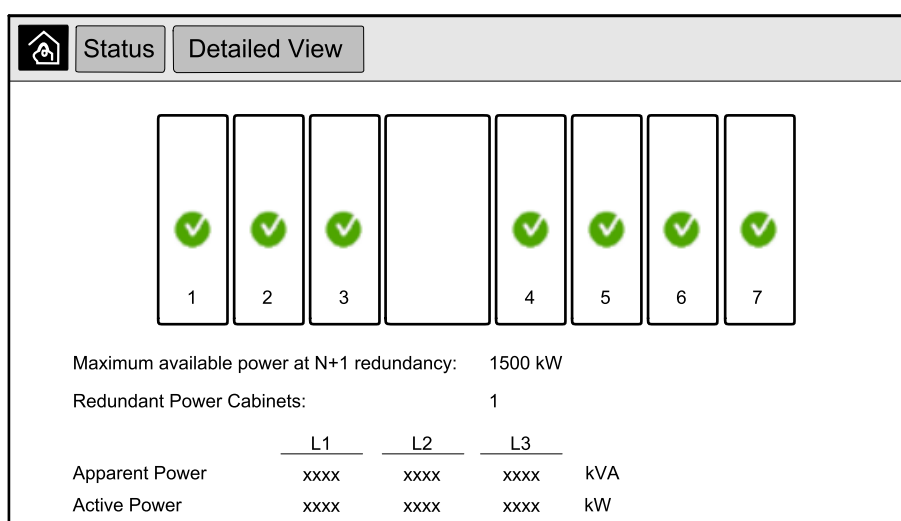 Status Detailed View
1 2 3 4 5 6 7
Maximum available power at N+1 redundancy: 1500 kW
Redundant Power Cabinets: 1
L1 L2 L3
Apparent Power xxxx xxxx xxxx kVA
Active Power xxxx xxxx xxxx kW